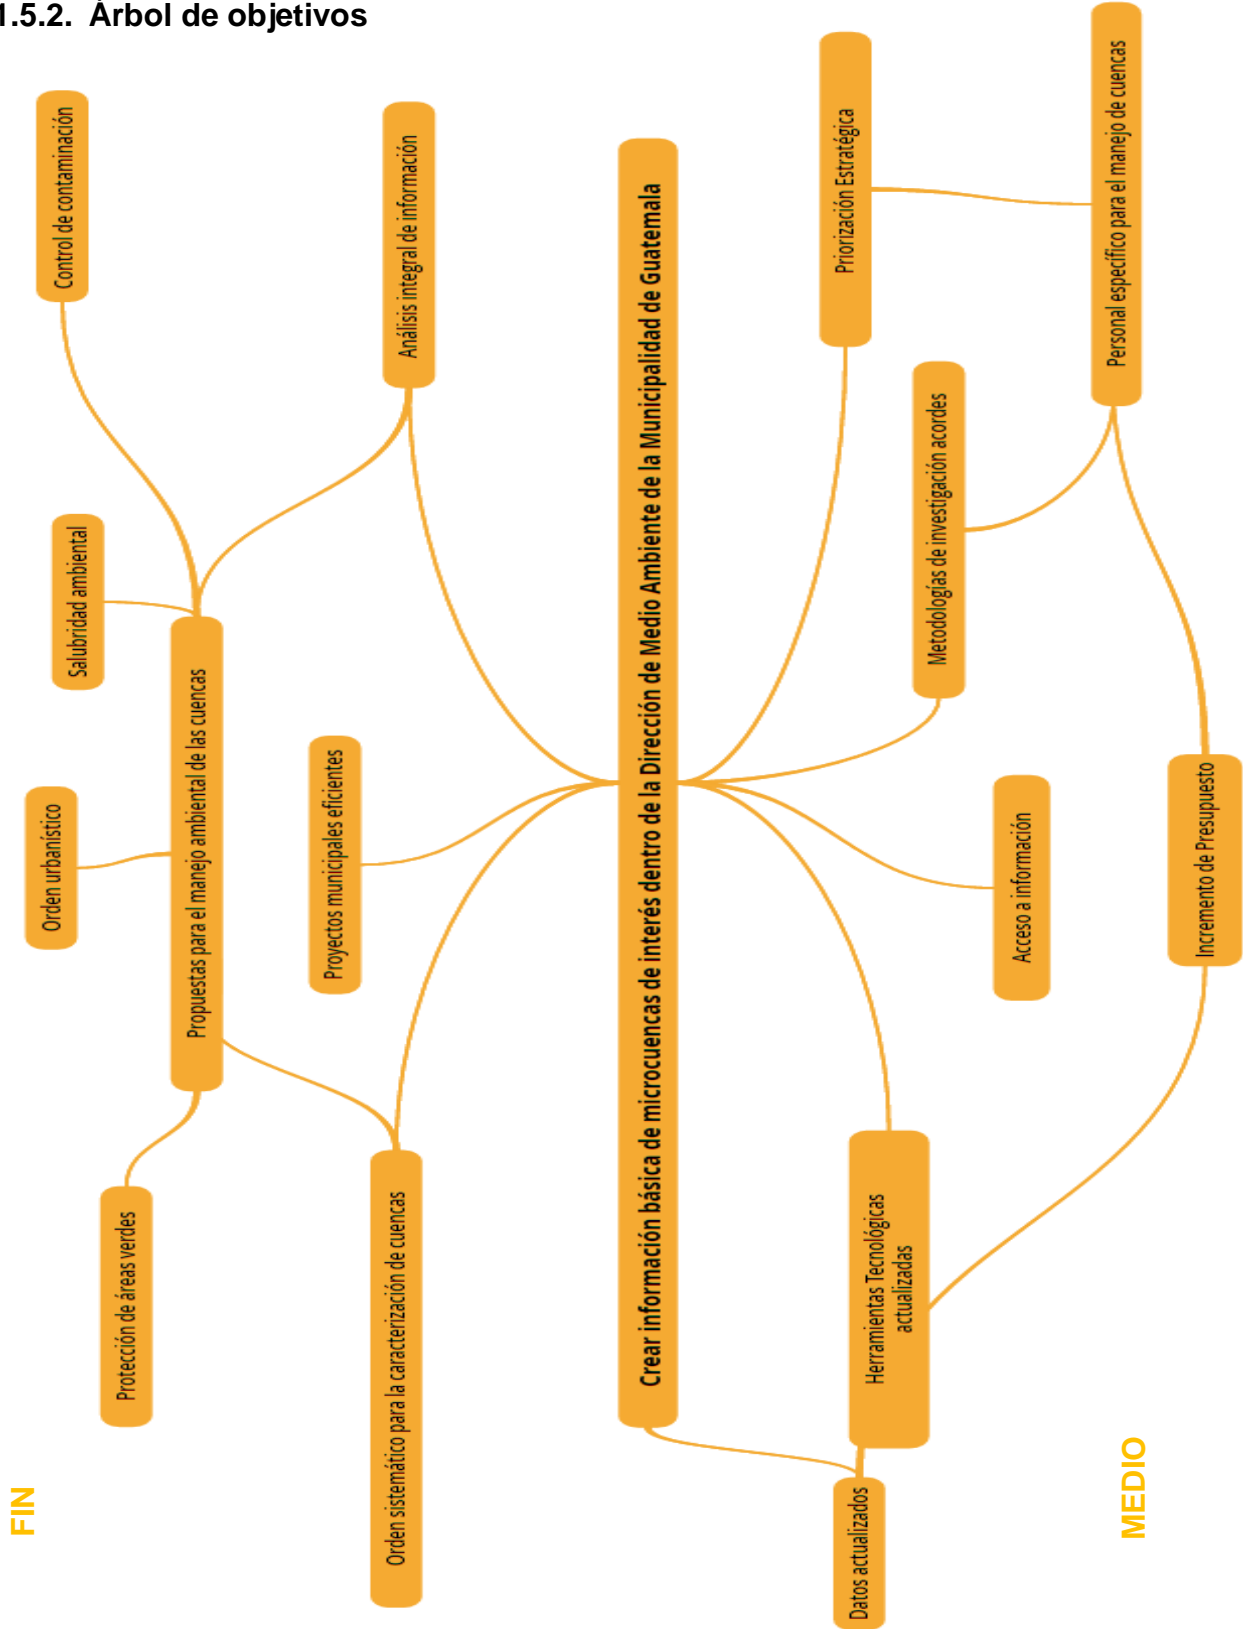 1.5.2. Árbol de objetivos
FIN
Protección de áreas verdes
Orden urbanístico
Salubridad ambiental
Control de contaminación
Propuestas para el manejo ambiental de las cuencas
Orden sistemático para la caracterización de cuencas
Proyectos municipales eficientes
Análisis integral de información
Crear información básica de microcuencas de interés dentro de la Dirección de Medio Ambiente de la Municipalidad de Guatemala
Datos actualizados
Herramientas Tecnológicas
actualizadas
Acceso a información
Metodologías de investigación acordes
Priorización Estratégica
MEDIO
Incremento de Presupuesto
Personal específico para el manejo de cuencas